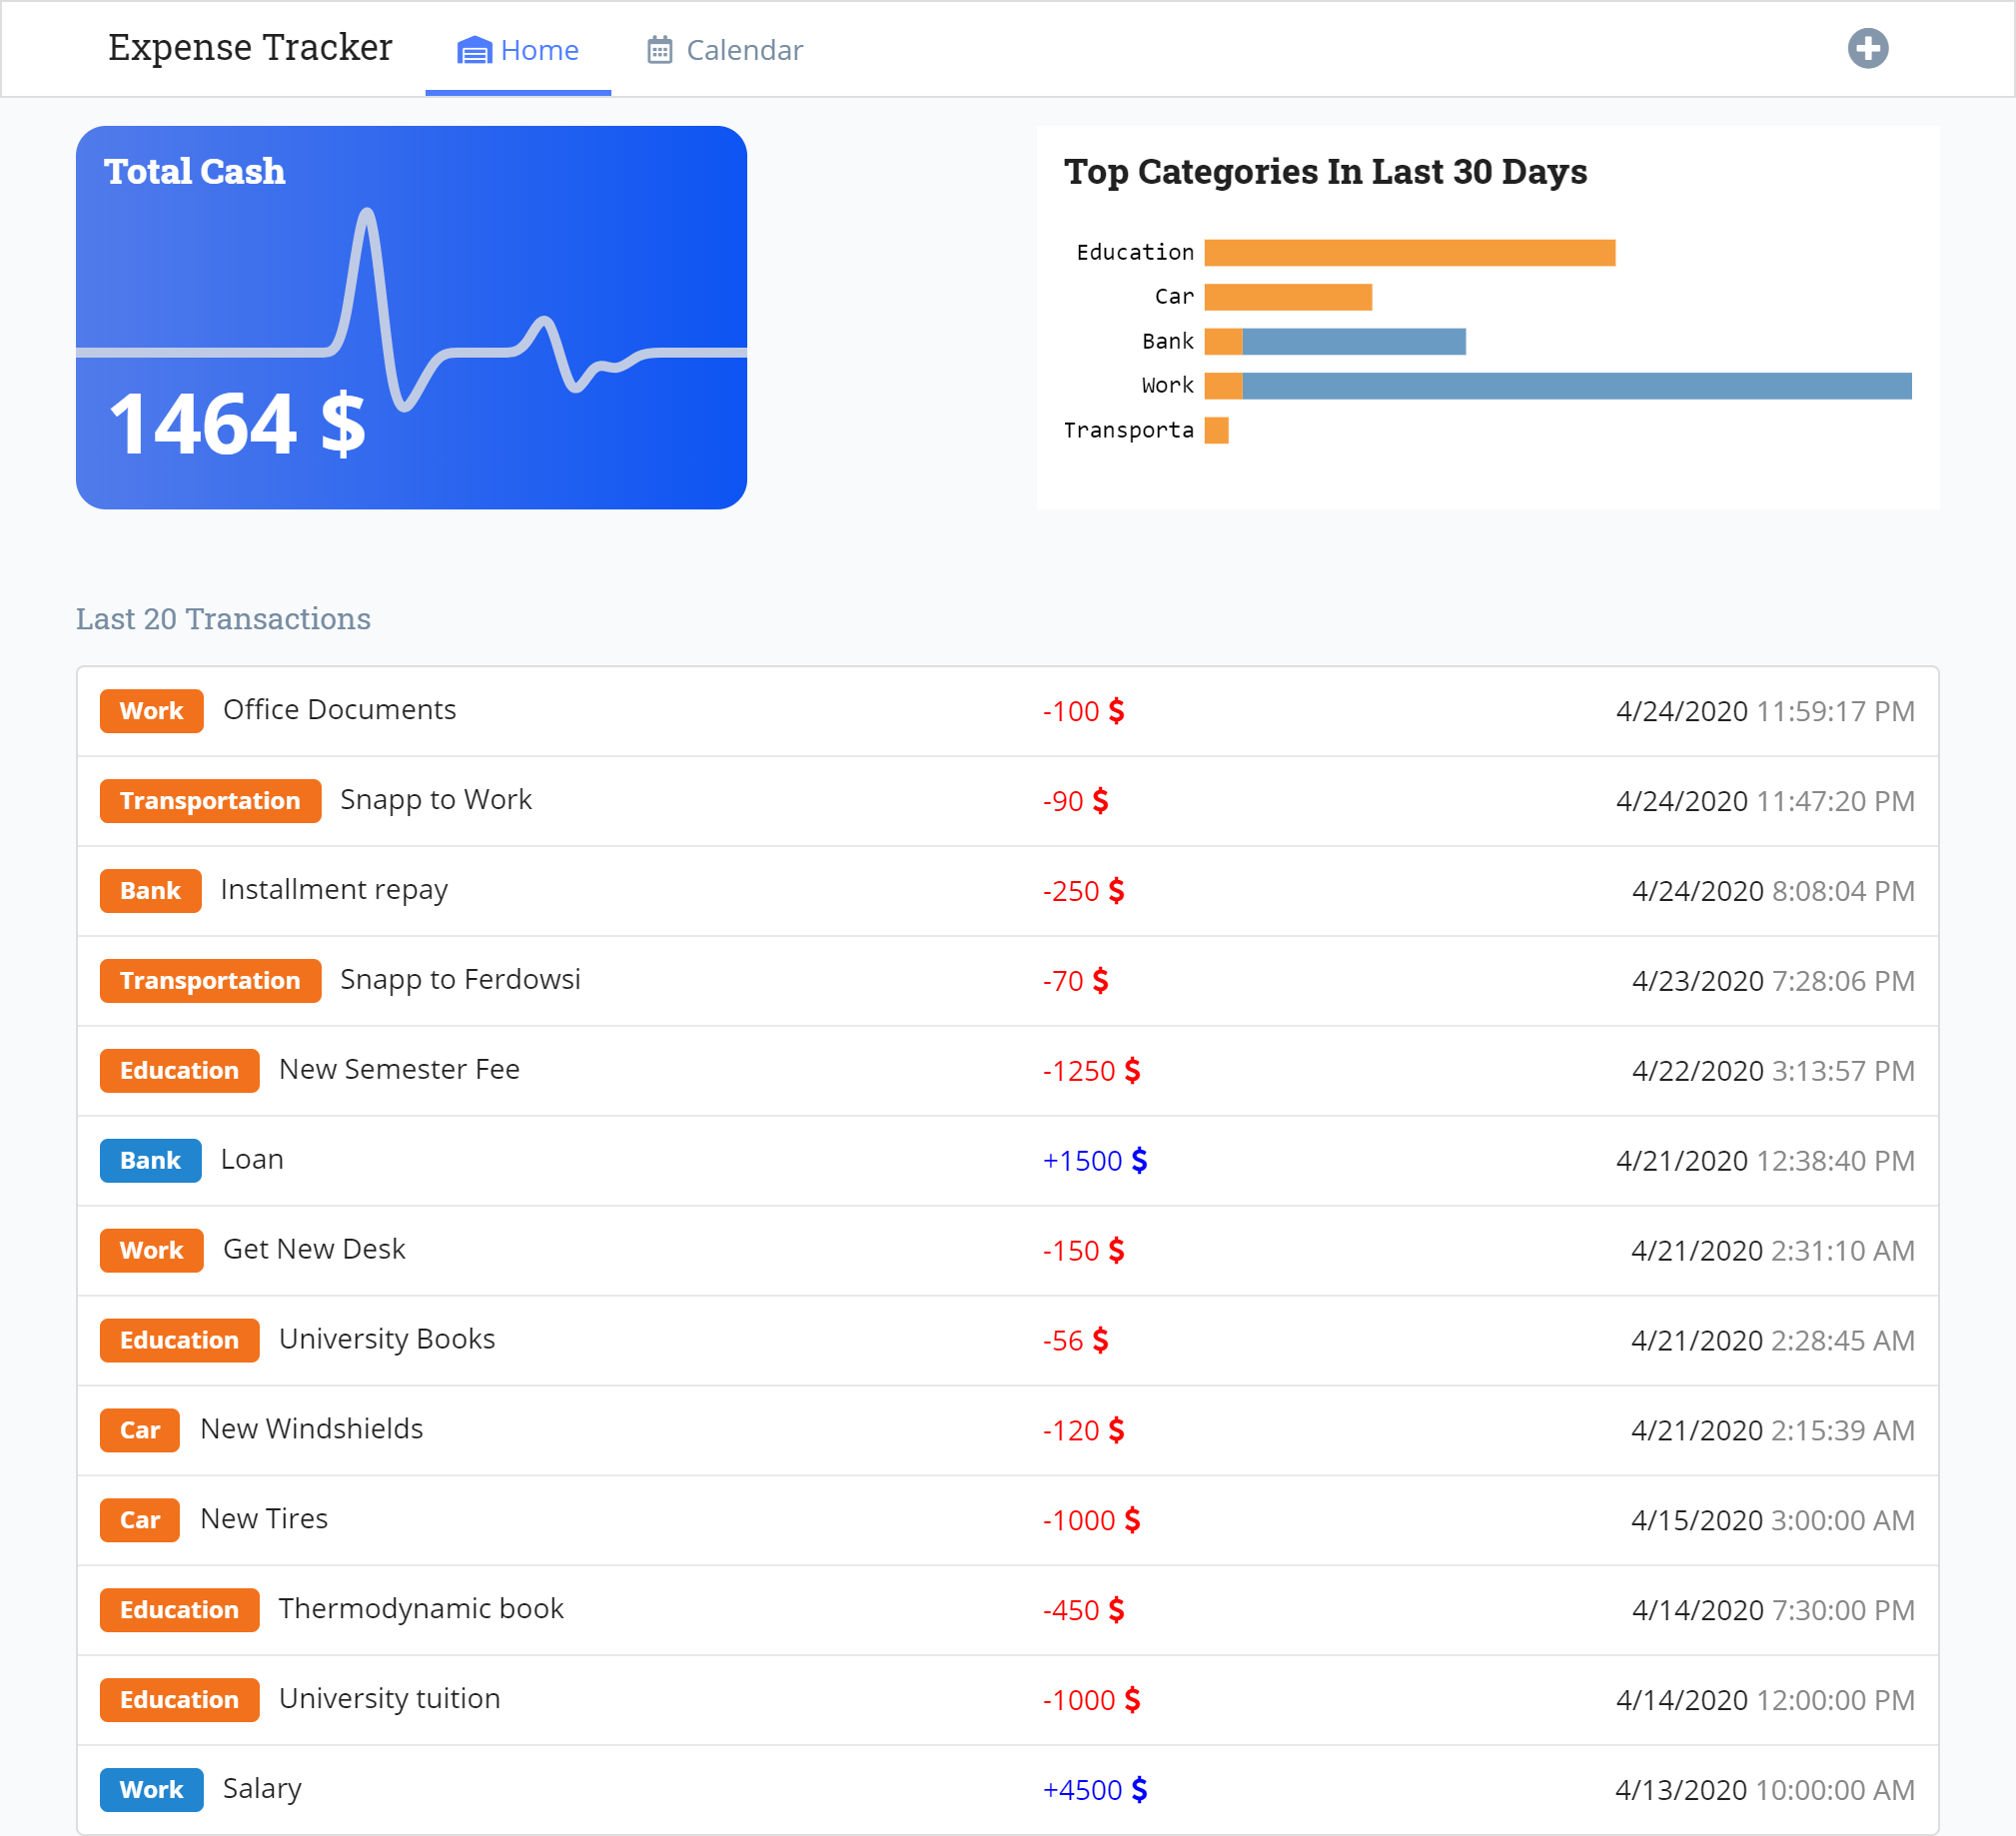 Expense Tracker Home Calendar
Total Cash
1464 $
Top Categories In Last 30 Days
Education
Car
Bank
Work
Transporta
Last 20 Transactions
Work Office Documents -100 $ 4/24/2020 11:59:17 PM
Transportation Snapp to Work -90 $ 4/24/2020 11:47:20 PM
Bank Installment repay -250 $ 4/24/2020 8:08:04 PM
Transportation Snapp to Ferdowsi -70 $ 4/23/2020 7:28:06 PM
Education New Semester Fee -1250 $ 4/22/2020 3:13:57 PM
Bank Loan +1500 $ 4/21/2020 12:38:40 PM
Work Get New Desk -150 $ 4/21/2020 2:31:10 AM
Education University Books -56 $ 4/21/2020 2:28:45 AM
Car New Windshields -120 $ 4/21/2020 2:15:39 AM
Car New Tires -1000 $ 4/15/2020 3:00:00 AM
Education Thermodynamic book -450 $ 4/14/2020 7:30:00 PM
Education University tuition -1000 $ 4/14/2020 12:00:00 PM
Work Salary +4500 $ 4/13/2020 10:00:00 AM